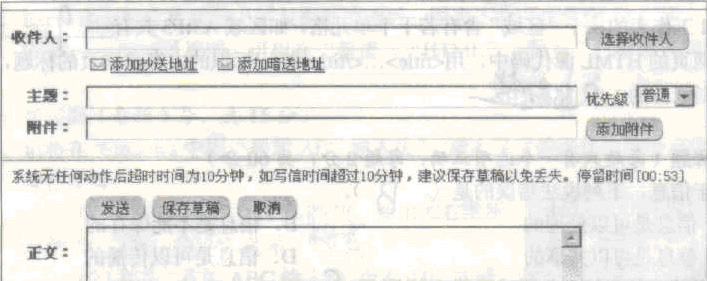 收件人： 选择收件人
添加抄送地址 添加暗送地址
主题： 优先级 普通
附件： 添加附件
系统无任何动作后超时时间为10分钟，如写信时间超过10分钟，建议保存草稿以免丢失。停留时间[00:53]
发送 保存草稿 取消
正文：